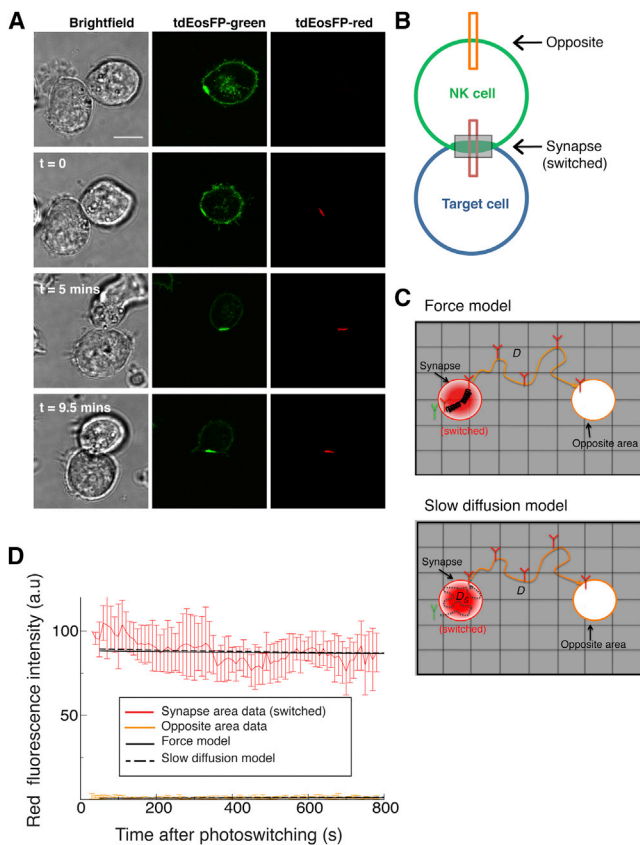 A
Brightfield
tdEosFP-green
tdEosFP-red
t = 0
t = 5 mins
t = 9.5 mins
B
Opposite
NK cell
Synapse
(switched)
Target cell
C
Force model
D
Synapse
(switched)
Opposite area
Slow diffusion model
D
Synapse
(switched)
Opposite area
D
Red fluorescence intensity (a.u)
100
50
Synapse area data (switched)
Opposite area data
Force model
Slow diffusion model
0
200
400
600
800
Time after photoswitching (s)